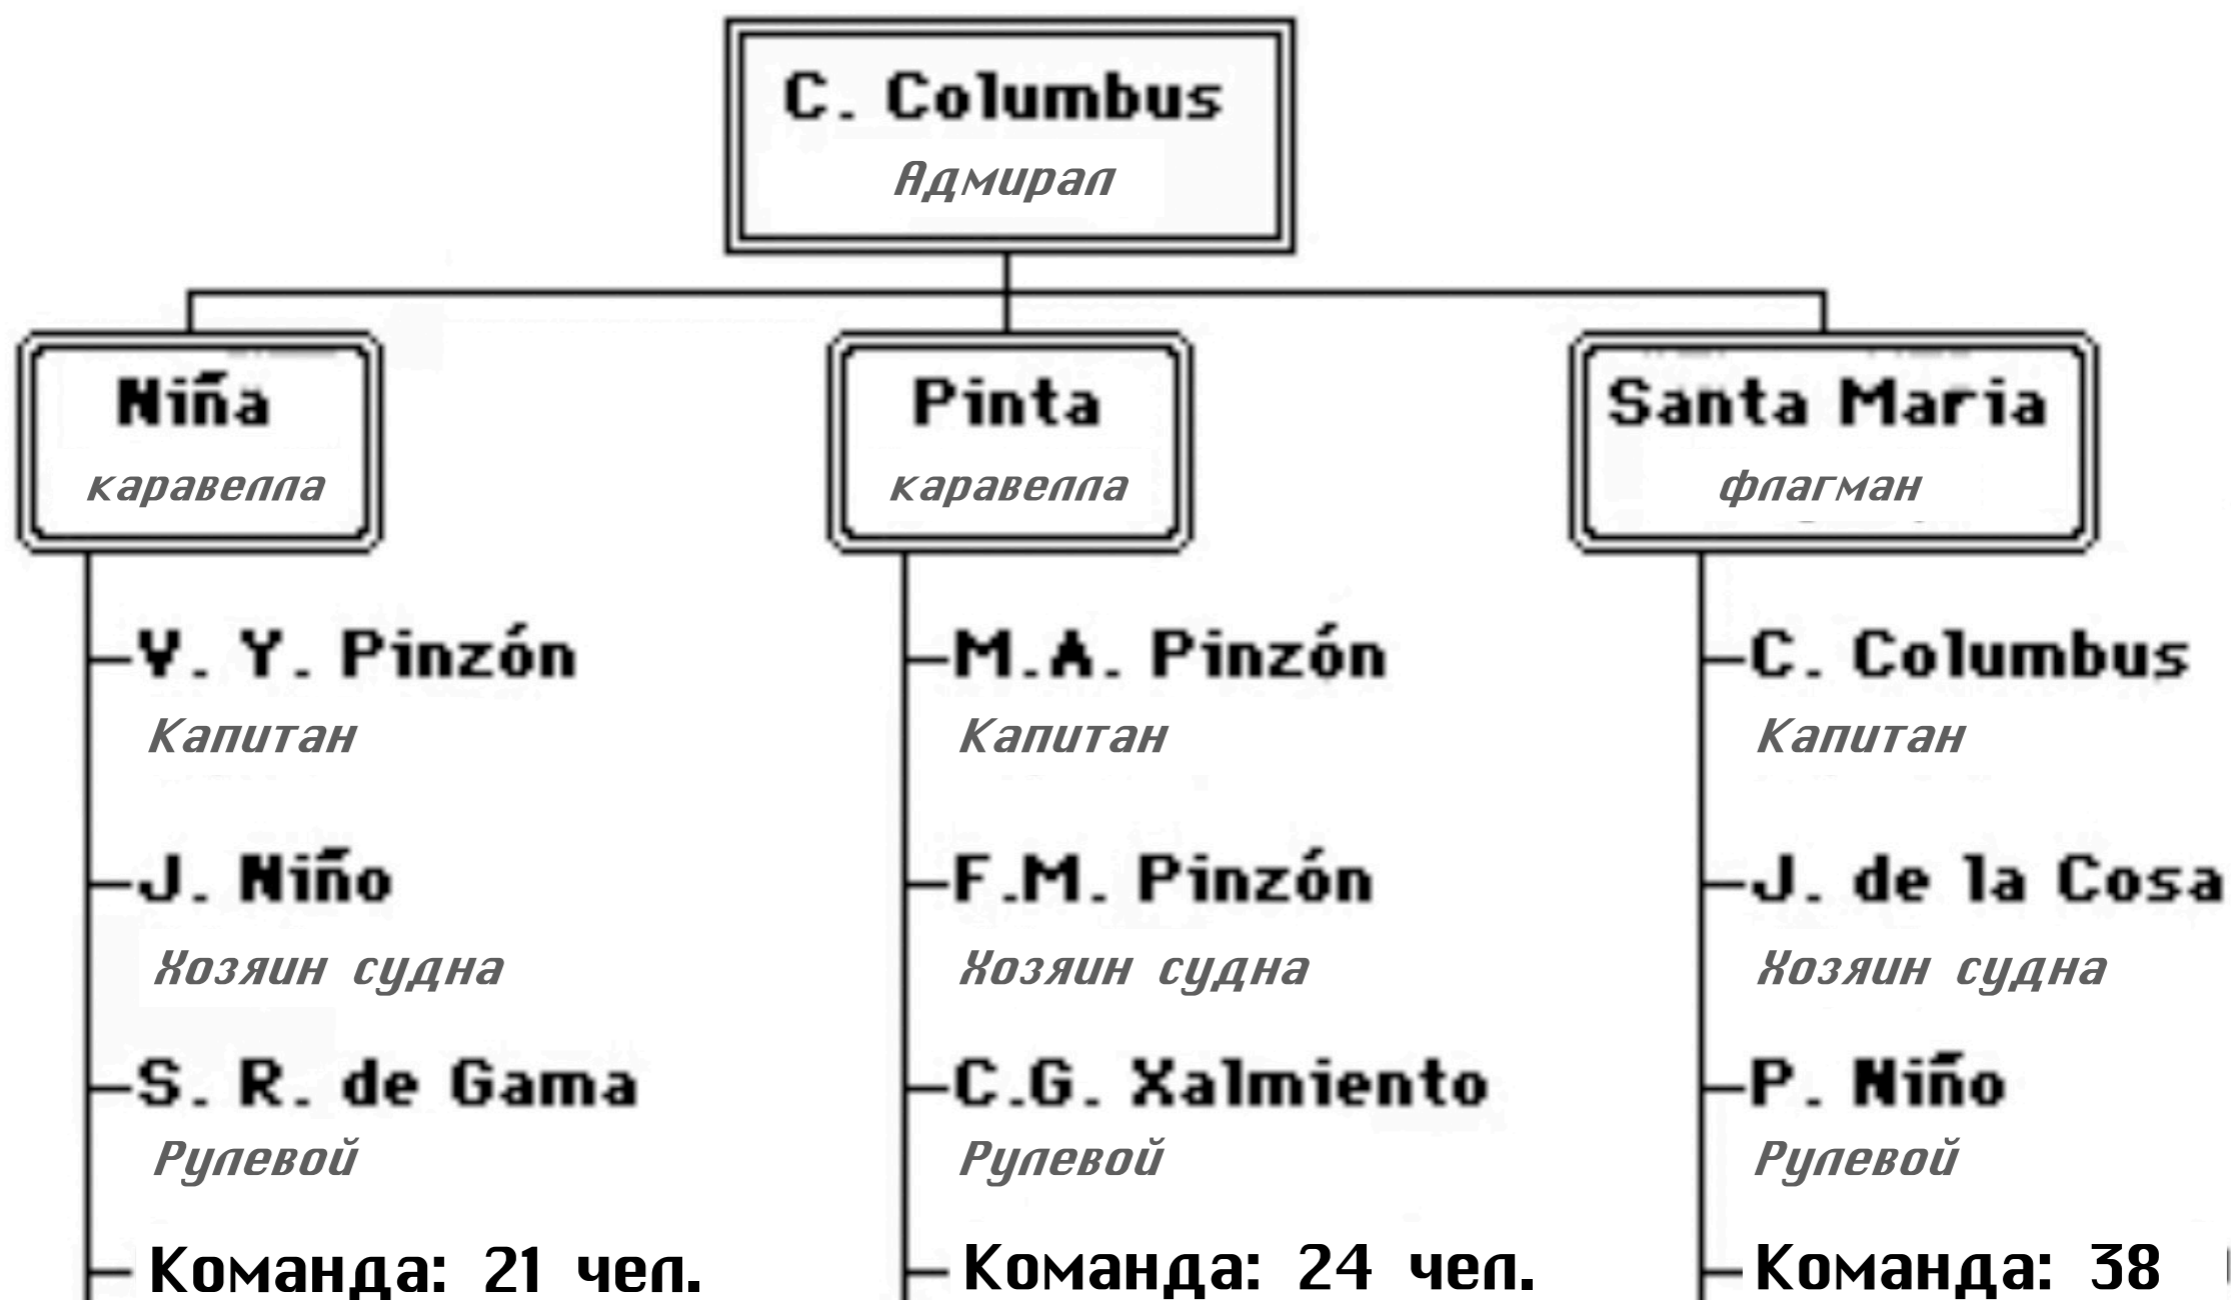 C. Columbus
Адмирал
Niña
каравелла
Pinta
каравелла
Santa Maria
флагман
V. Y. Pinzón
Капитан
J. Niño
Хозяин судна
S. R. de Gama
Рулевой
Команда: 21 чел.
M.A. Pinzón
Капитан
F.M. Pinzón
Хозяин судна
C.G. Xalmiento
Рулевой
Команда: 24 чел.
C. Columbus
Капитан
J. de la Cosa
Хозяин судна
P. Niño
Рулевой
Команда: 38